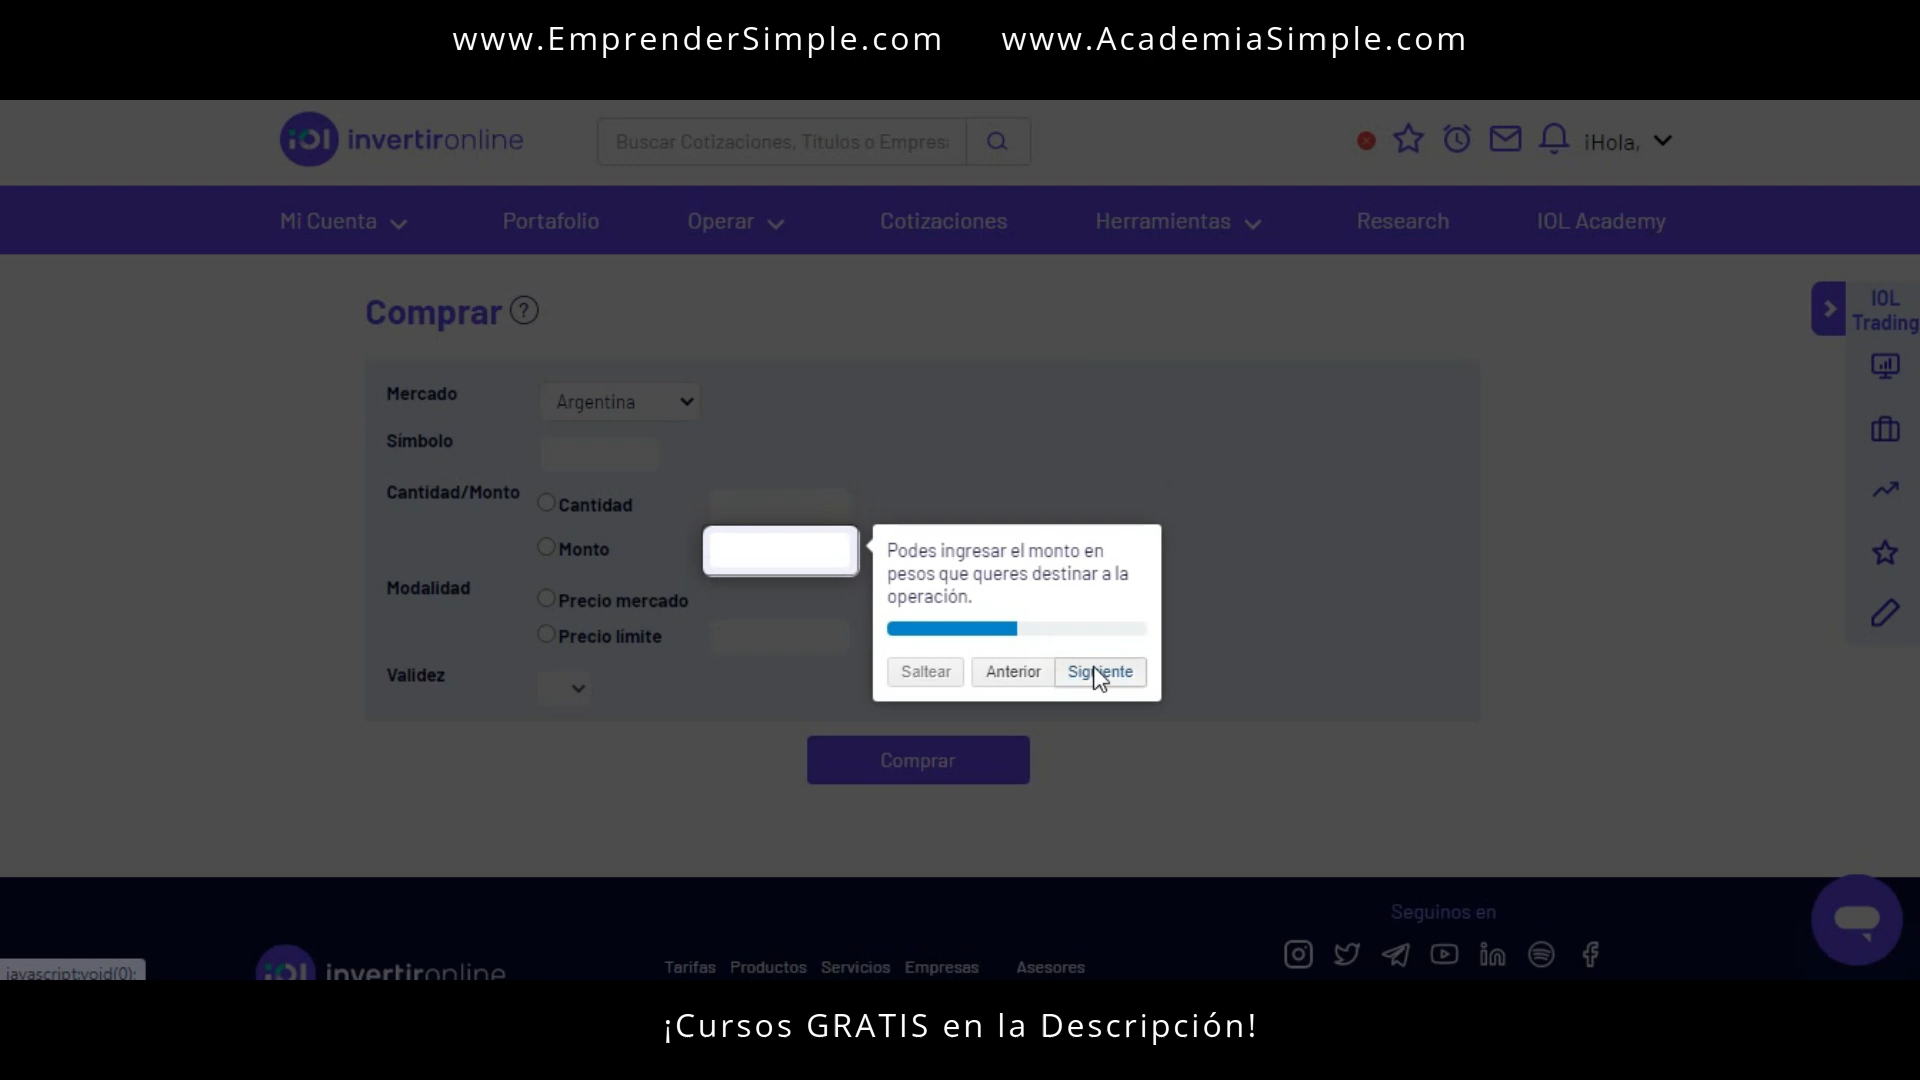 www.EmprenderSimple.com www.AcademiaSimple.com
iOl invertironline
Buscar Cotizaciones, Títulos o Empres
¡Hola,
Mi Cuenta Portafolio Operar Cotizaciones Herramientas Research IOL Academy
Comprar ?
IOL
Trading
Mercado Argentina
Símbolo
Cantidad/Monto Cantidad
Monto
Podes ingresar el monto en
pesos que queres destinar a la
operación.
Modalidad Precio mercado
Precio límite
Saltear Anterior Siguiente
Validez
Comprar
Seguinos en
javascript:void(0);
iOl invertironline
Tarifas Productos Servicios Empresas Asesores
¡Cursos GRATIS en la Descripción!